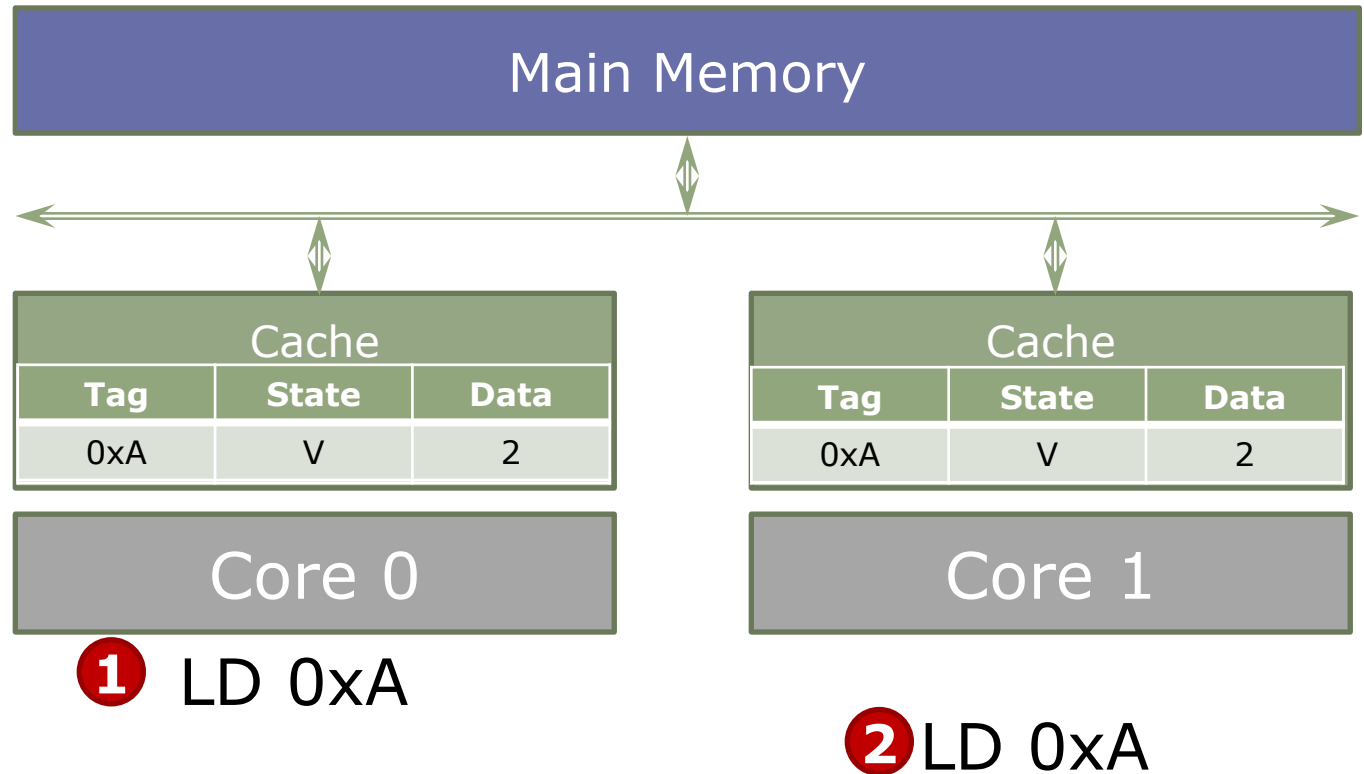 Main Memory
Cache
Tag State Data
0xA V 2
Cache
Tag State Data
0xA V 2
Core 0
Core 1
1 LD 0xA
2 LD 0xA